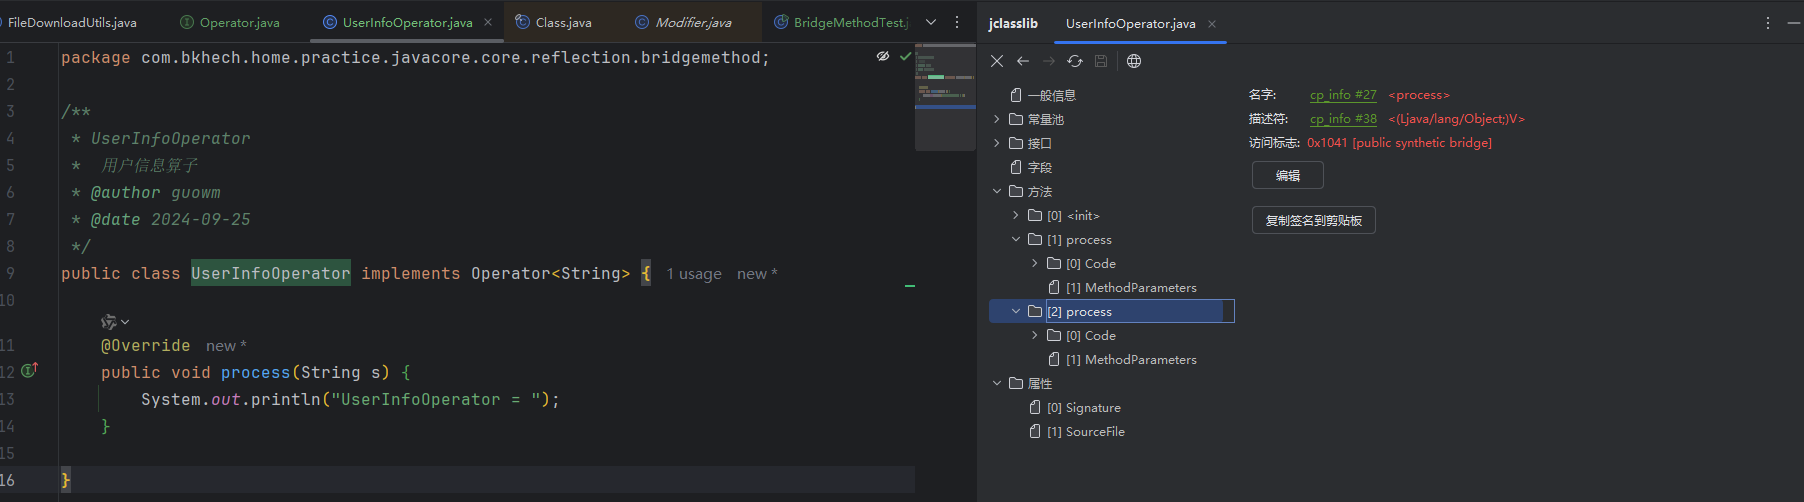 FileDownloadUtils.java Operator.java UserInfoOperator.java Class.java Modifier.java BridgeMethodTest.j
1 package com.bkhech.home.practice.javacore.core.reflection.bridgemethod;
2
3 /**
4 * UserInfoOperator
5 * 用户信息算子
6 * @author guowm
7 * @date 2024-09-25
8 */
9 public class UserInfoOperator implements Operator<String> { 1 usage new *
10
11 @Override new *
12 public void process(String s) {
13 System.out.println("UserInfoOperator = ");
14 }
15
16 }
jclasslib UserInfoOperator.java
一般信息
常量池
接口
字段
方法
[0] <init>
[1] process
[0] Code
[1] MethodParameters
[2] process
[0] Code
[1] MethodParameters
属性
[0] Signature
[1] SourceFile
名字: cp_info #27 <process>
描述符: cp_info #38 <(Ljava/lang/Object;)V>
访问标志: 0x1041 [public synthetic bridge]
编辑
复制签名到剪贴板